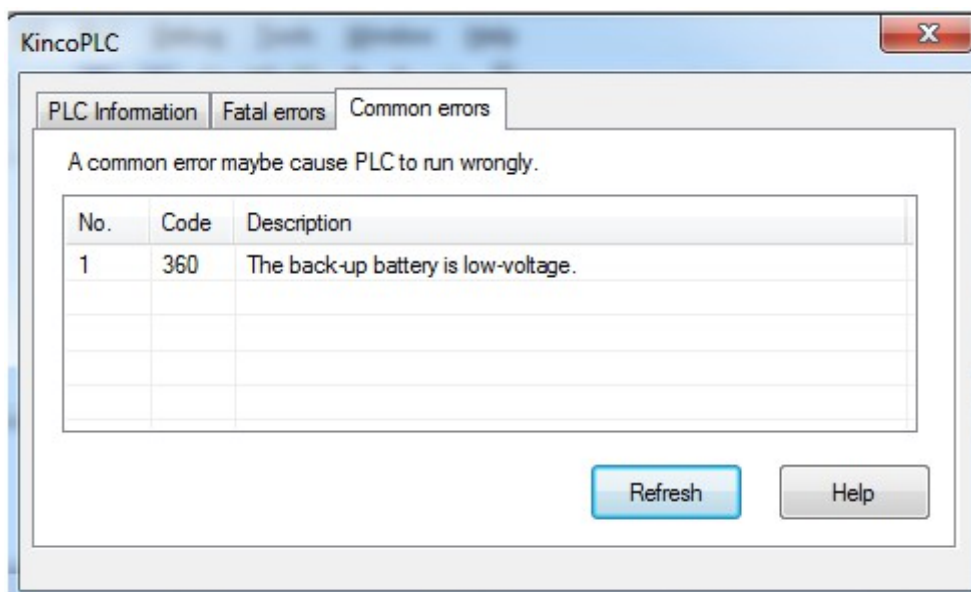 KincoPLC
PLC Information Fatal errors Common errors
A common error maybe cause PLC to run wrongly.
No. Code Description
1 360 The back-up battery is low-voltage.
Refresh Help